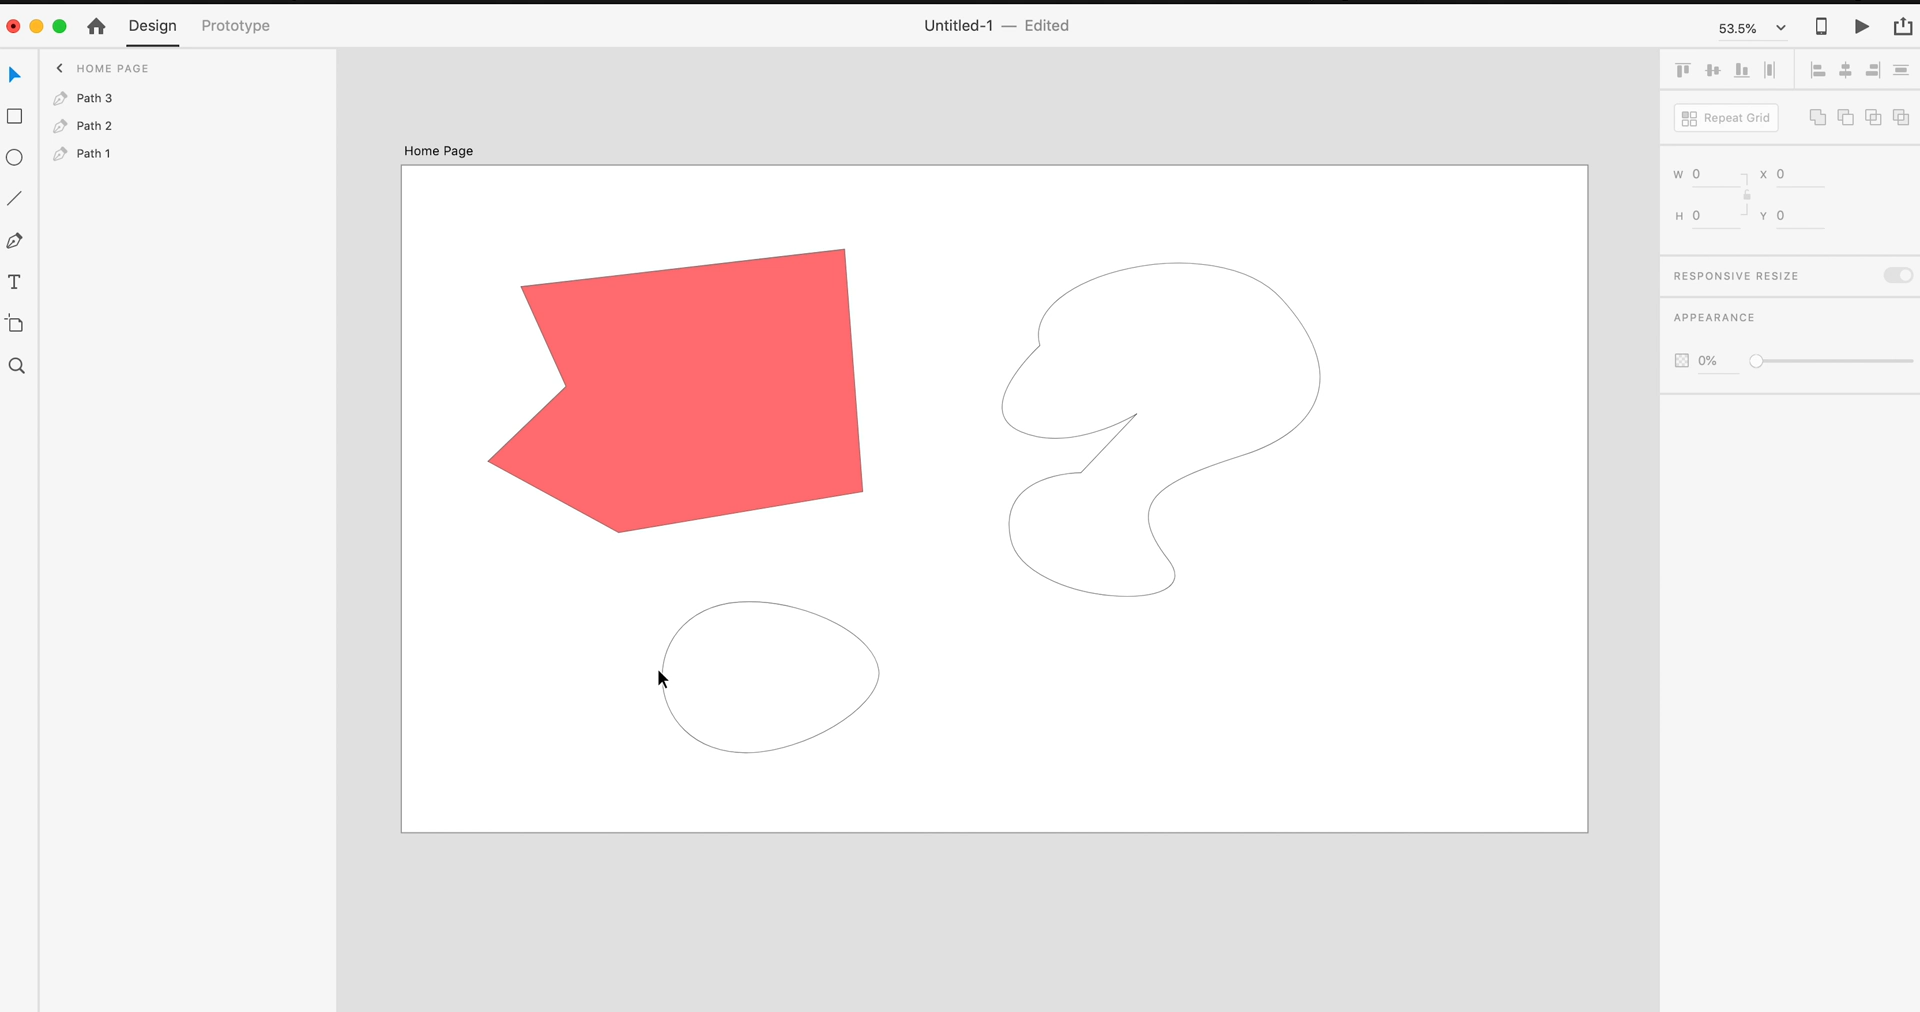 Design Prototype Untitled-1 — Edited 53.5%
HOME PAGE
Path 3
Path 2
Path 1
T
Home Page
Repeat Grid
W 0 X 0
H 0 Y 0
RESPONSIVE RESIZE
APPEARANCE
0%